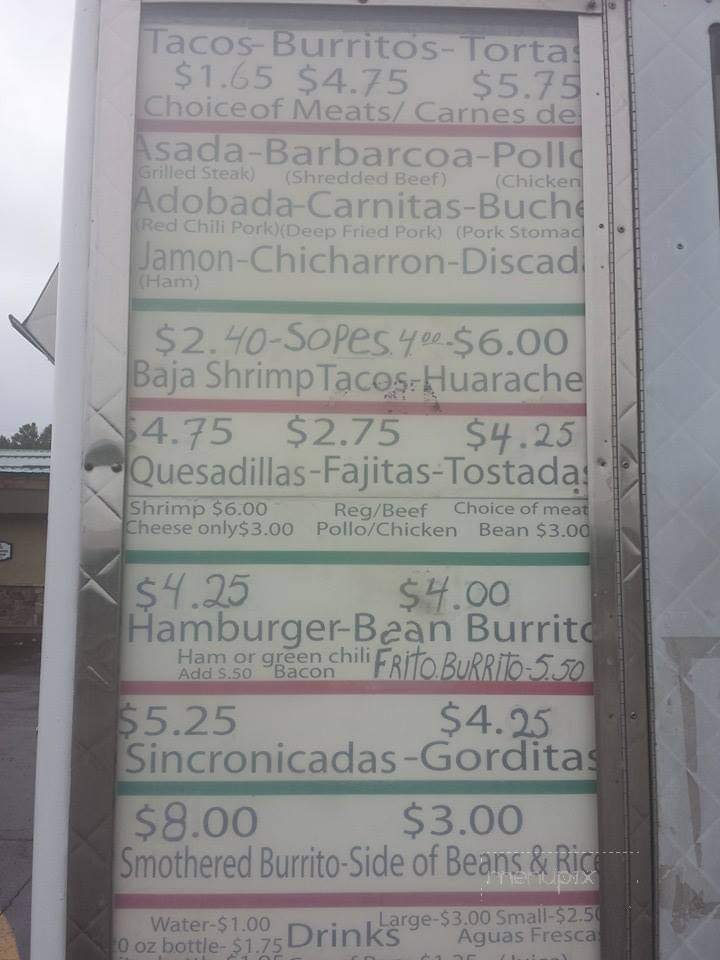 Tacos-Burritos-Tortas
$1.65 $4.75 $5.75
Choice of Meats/ Carnes de
Asada-Barbarcoa-Pollo
(Grilled Steak) (Shredded Beef) (Chicken
Adobada-Carnitas-Buche
(Red Chili Pork)(Deep Fried Pork) (Pork Stomach
Jamon-Chicharron-Discada
(Ham)
$2.40-Sopes 4.00-$6.00
Baja Shrimp Tacos-Huarache
$4.75 $2.75 $4.25
Quesadillas-Fajitas-Tostadas
Shrimp $6.00 Reg/Beef Choice of meat
Cheese only$3.00 Pollo/Chicken Bean $3.00
$4.25 $4.00
Hamburger-Bean Burrito
Ham or green chili FRITO.BURRITO-5.50
Add $.50 Bacon
$5.25 $4.25
Sincronicadas-Gorditas
$8.00 $3.00
Smothered Burrito-Side of Beans & Rice
menupix
Water-$1.00 Large-$3.00 Small-$2.50
0 oz bottle-$1.75 Drinks Aguas Frescas